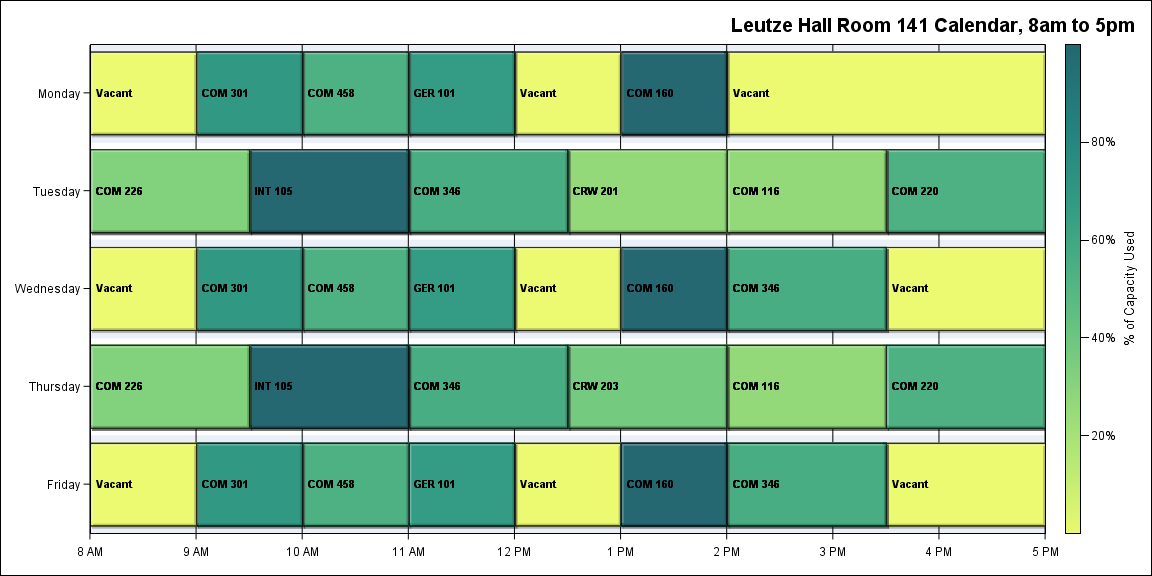 Leutze Hall Room 141 Calendar, 8am to 5pm
Monday
Vacant
COM 301
COM 458
GER 101
Vacant
COM 160
Vacant
Tuesday
COM 226
INT 105
COM 346
CRW 201
COM 116
COM 220
Wednesday
Vacant
COM 301
COM 458
GER 101
Vacant
COM 160
COM 346
Vacant
Thursday
COM 226
INT 105
COM 346
CRW 203
COM 116
COM 220
Friday
Vacant
COM 301
COM 458
GER 101
Vacant
COM 160
COM 346
Vacant
8 AM
9 AM
10 AM
11 AM
12 PM
1 PM
2 PM
3 PM
4 PM
5 PM
80%
60%
40%
20%
% of Capacity Used